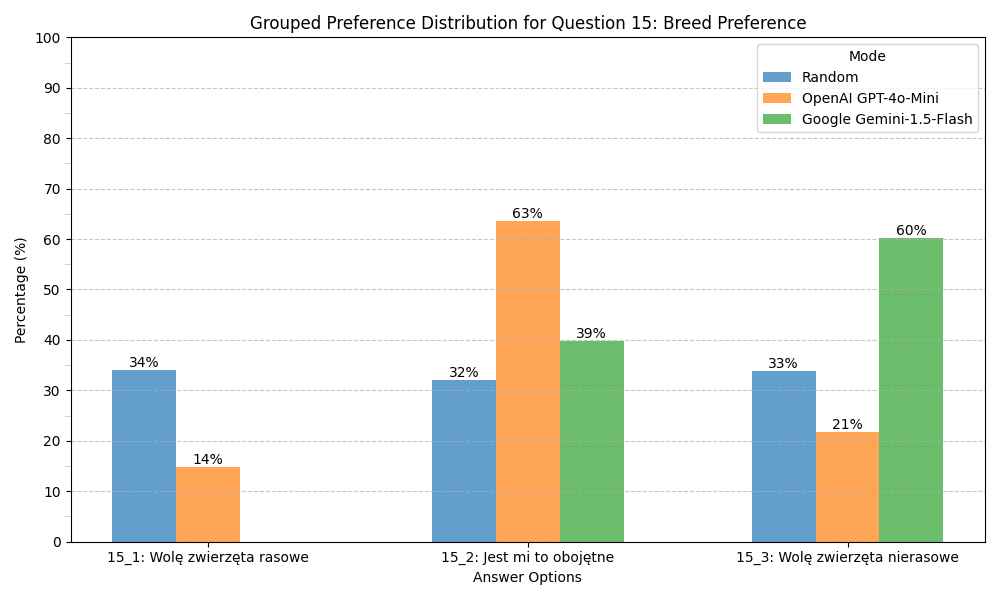 Grouped Preference Distribution for Question 15: Breed Preference
Percentage (%)
100
90
80
70
60
50
40
30
20
10
0
Mode
Random
OpenAI GPT-4o-Mini
Google Gemini-1.5-Flash
34%
14%
32%
63%
39%
33%
21%
60%
15_1: Wolę zwierzęta rasowe
15_2: Jest mi to obojętne
15_3: Wolę zwierzęta nierasowe
Answer Options